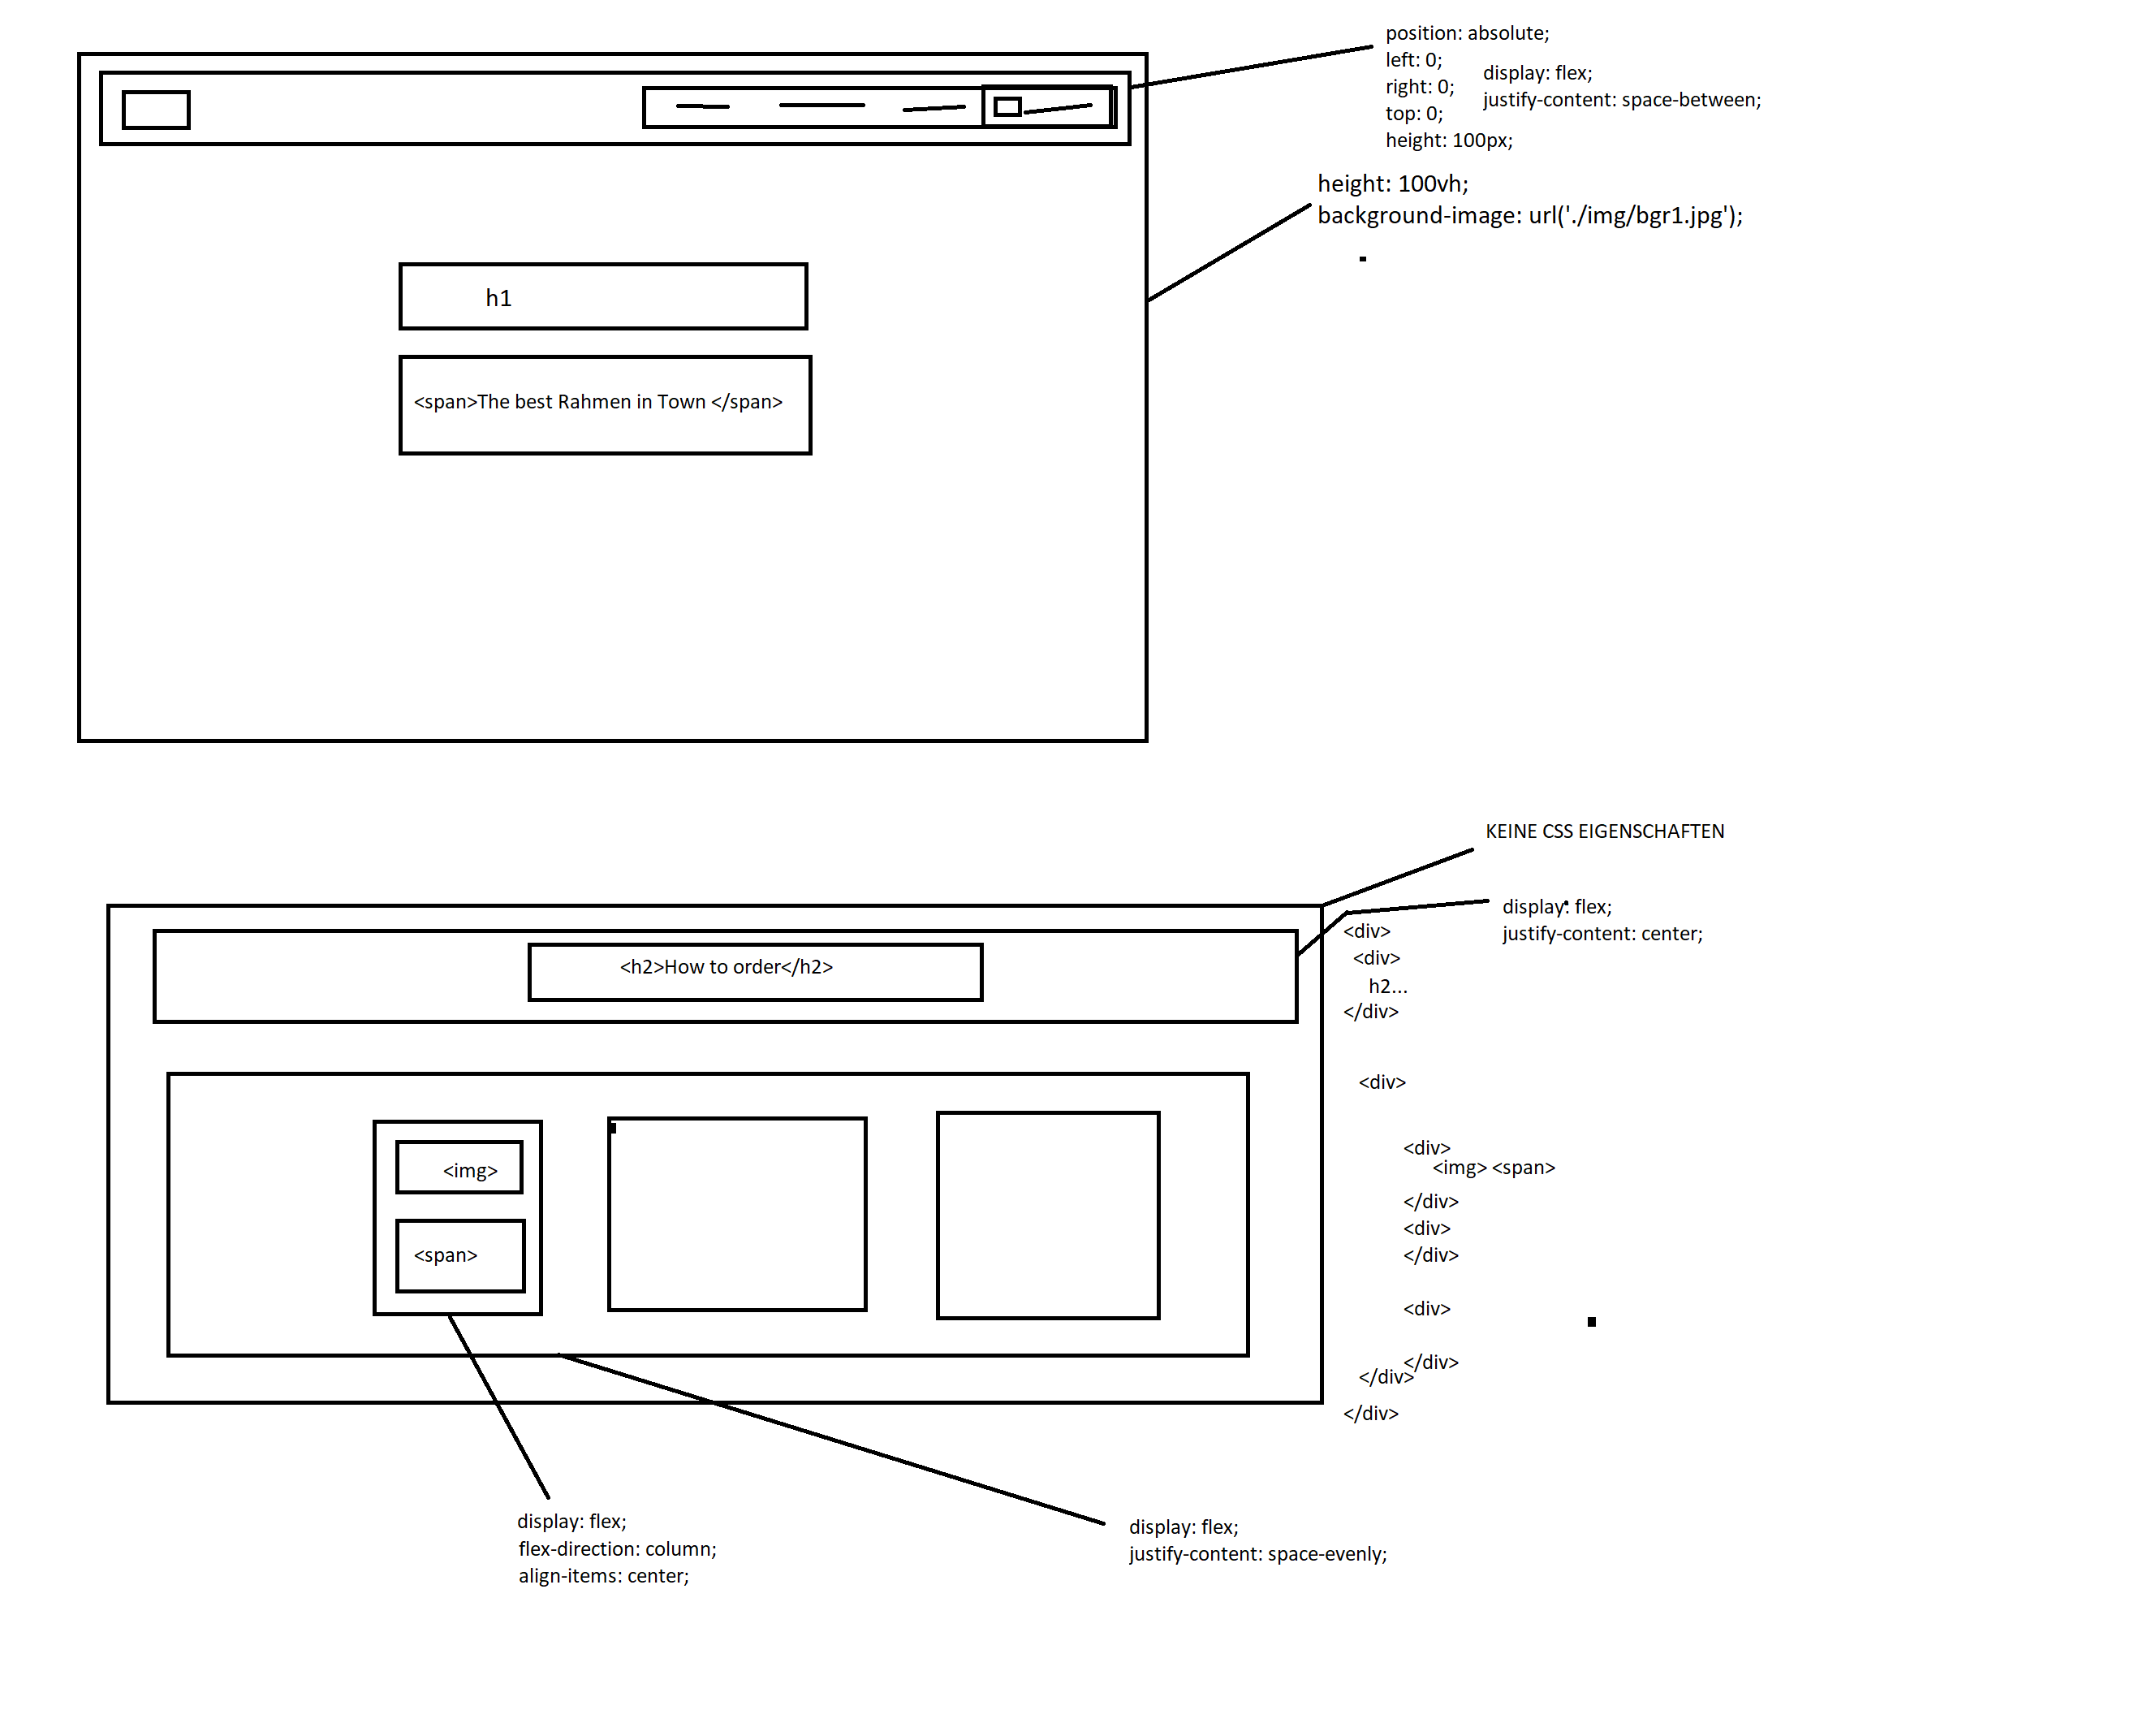 position: absolute;
left: 0;
right: 0;
top: 0;
height: 100px;
display: flex;
justify-content: space-between;
height: 100vh;
background-image: url('./img/bgr1.jpg');
h1
<span>The best Rahmen in Town </span>
KEINE CSS EIGENSCHAFTEN
display: flex;
justify-content: center;
<h2>How to order</h2>
<div>
<div>
h2...
</div>
<div>
<div>
<img> <span>
</div>
<div>
</div>
<div>
</div>
</div>
</div>
<img>
<span>
display: flex;
flex-direction: column;
align-items: center;
display: flex;
justify-content: space-evenly;